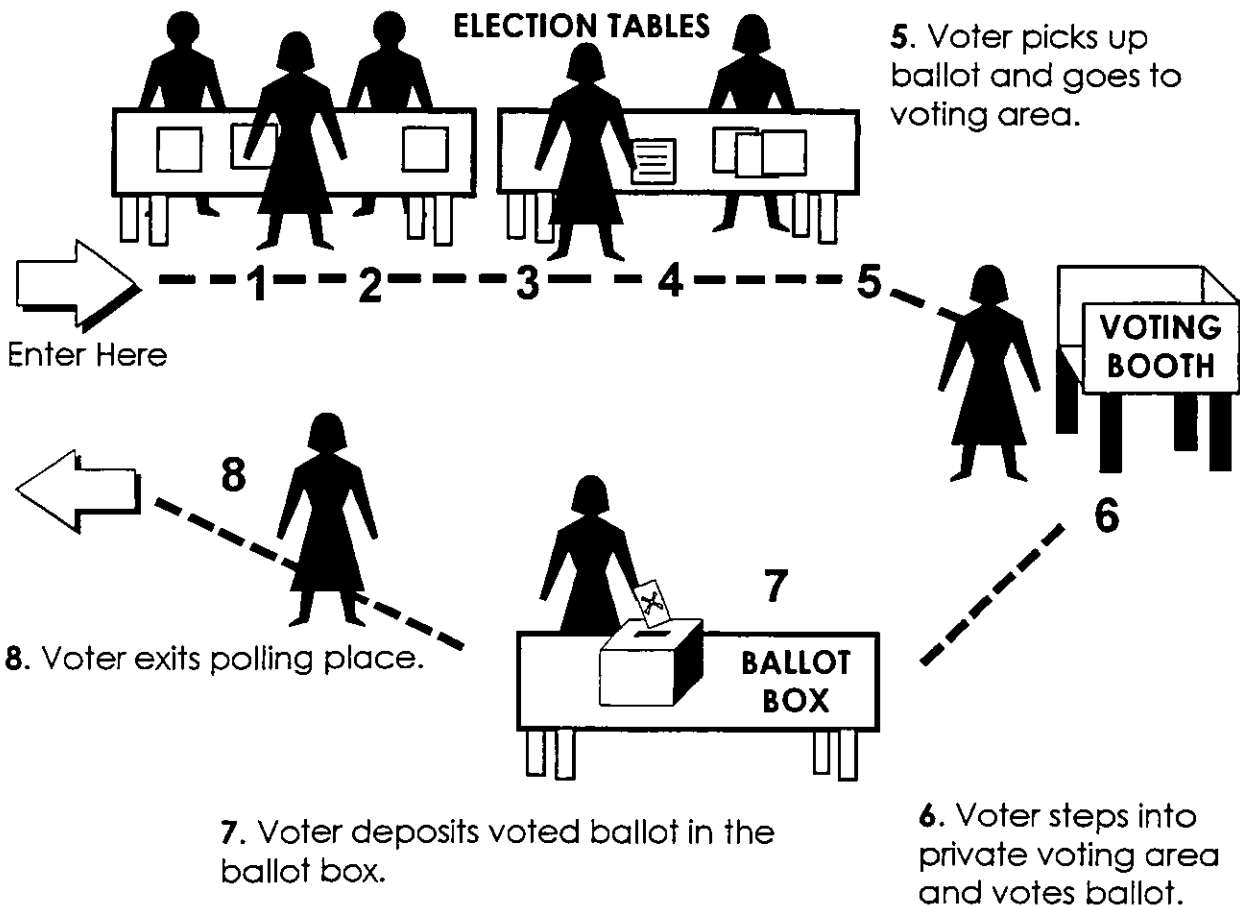 ELECTION TABLES
5. Voter picks up
ballot and goes to
voting area.
1 2 3 4 5
Enter Here
VOTING
BOOTH
8
6
7
8. Voter exits polling place.
BALLOT
BOX
7. Voter deposits voted ballot in the
ballot box.
6. Voter steps into
private voting area
and votes ballot.